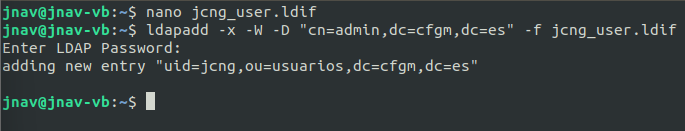 jnav@jnav-vb:~$ nano jcng_user.ldif
jnav@jnav-vb:~$ ldapadd -x -W -D "cn=admin,dc=cfgm,dc=es" -f jcng_user.ldif
Enter LDAP Password:
adding new entry "uid=jcng,ou=usuarios,dc=cfgm,dc=es"
jnav@jnav-vb:~$